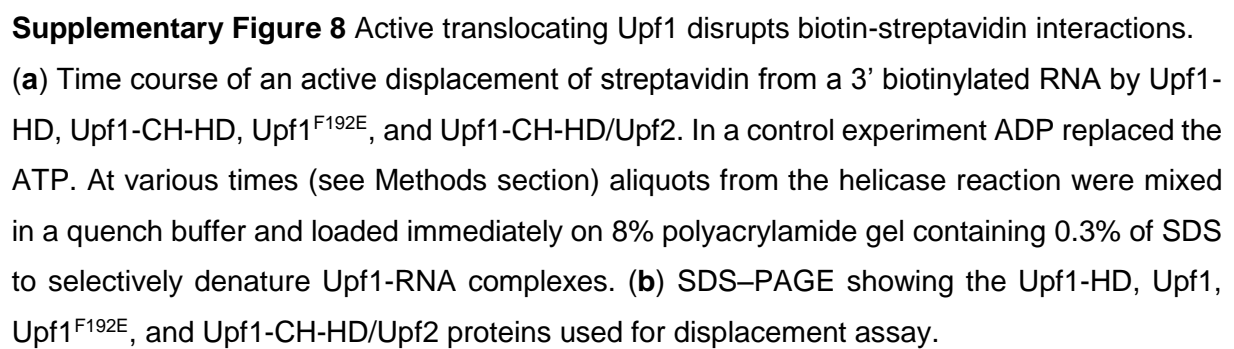 Supplementary Figure 8 Active translocating Upf1 disrupts biotin-streptavidin interactions.
(a) Time course of an active displacement of streptavidin from a 3’ biotinylated RNA by Upf1-
HD, Upf1-CH-HD, Upf1F192E, and Upf1-CH-HD/Upf2. In a control experiment ADP replaced the
ATP. At various times (see Methods section) aliquots from the helicase reaction were mixed
in a quench buffer and loaded immediately on 8% polyacrylamide gel containing 0.3% of SDS
to selectively denature Upf1-RNA complexes. (b) SDS–PAGE showing the Upf1-HD, Upf1,
Upf1F192E, and Upf1-CH-HD/Upf2 proteins used for displacement assay.